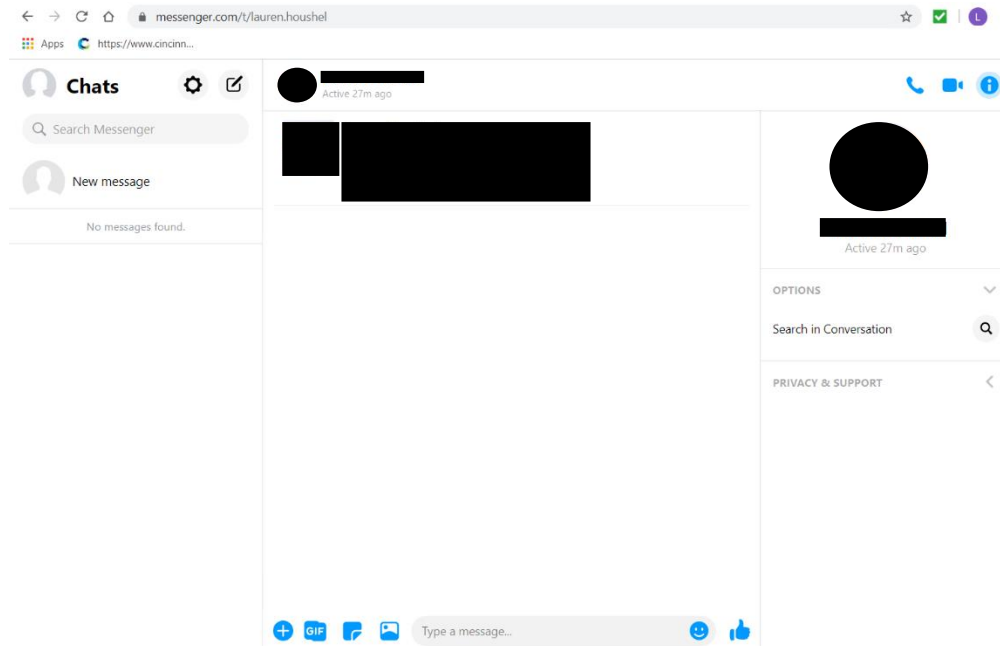 messenger.com/t/lauren.houshel
L
Apps
https://www.cincinn...
Chats
Active 27m ago
Search Messenger
New message
No messages found.
Active 27m ago
OPTIONS
Search in Conversation
PRIVACY & SUPPORT
GIF
Type a message...